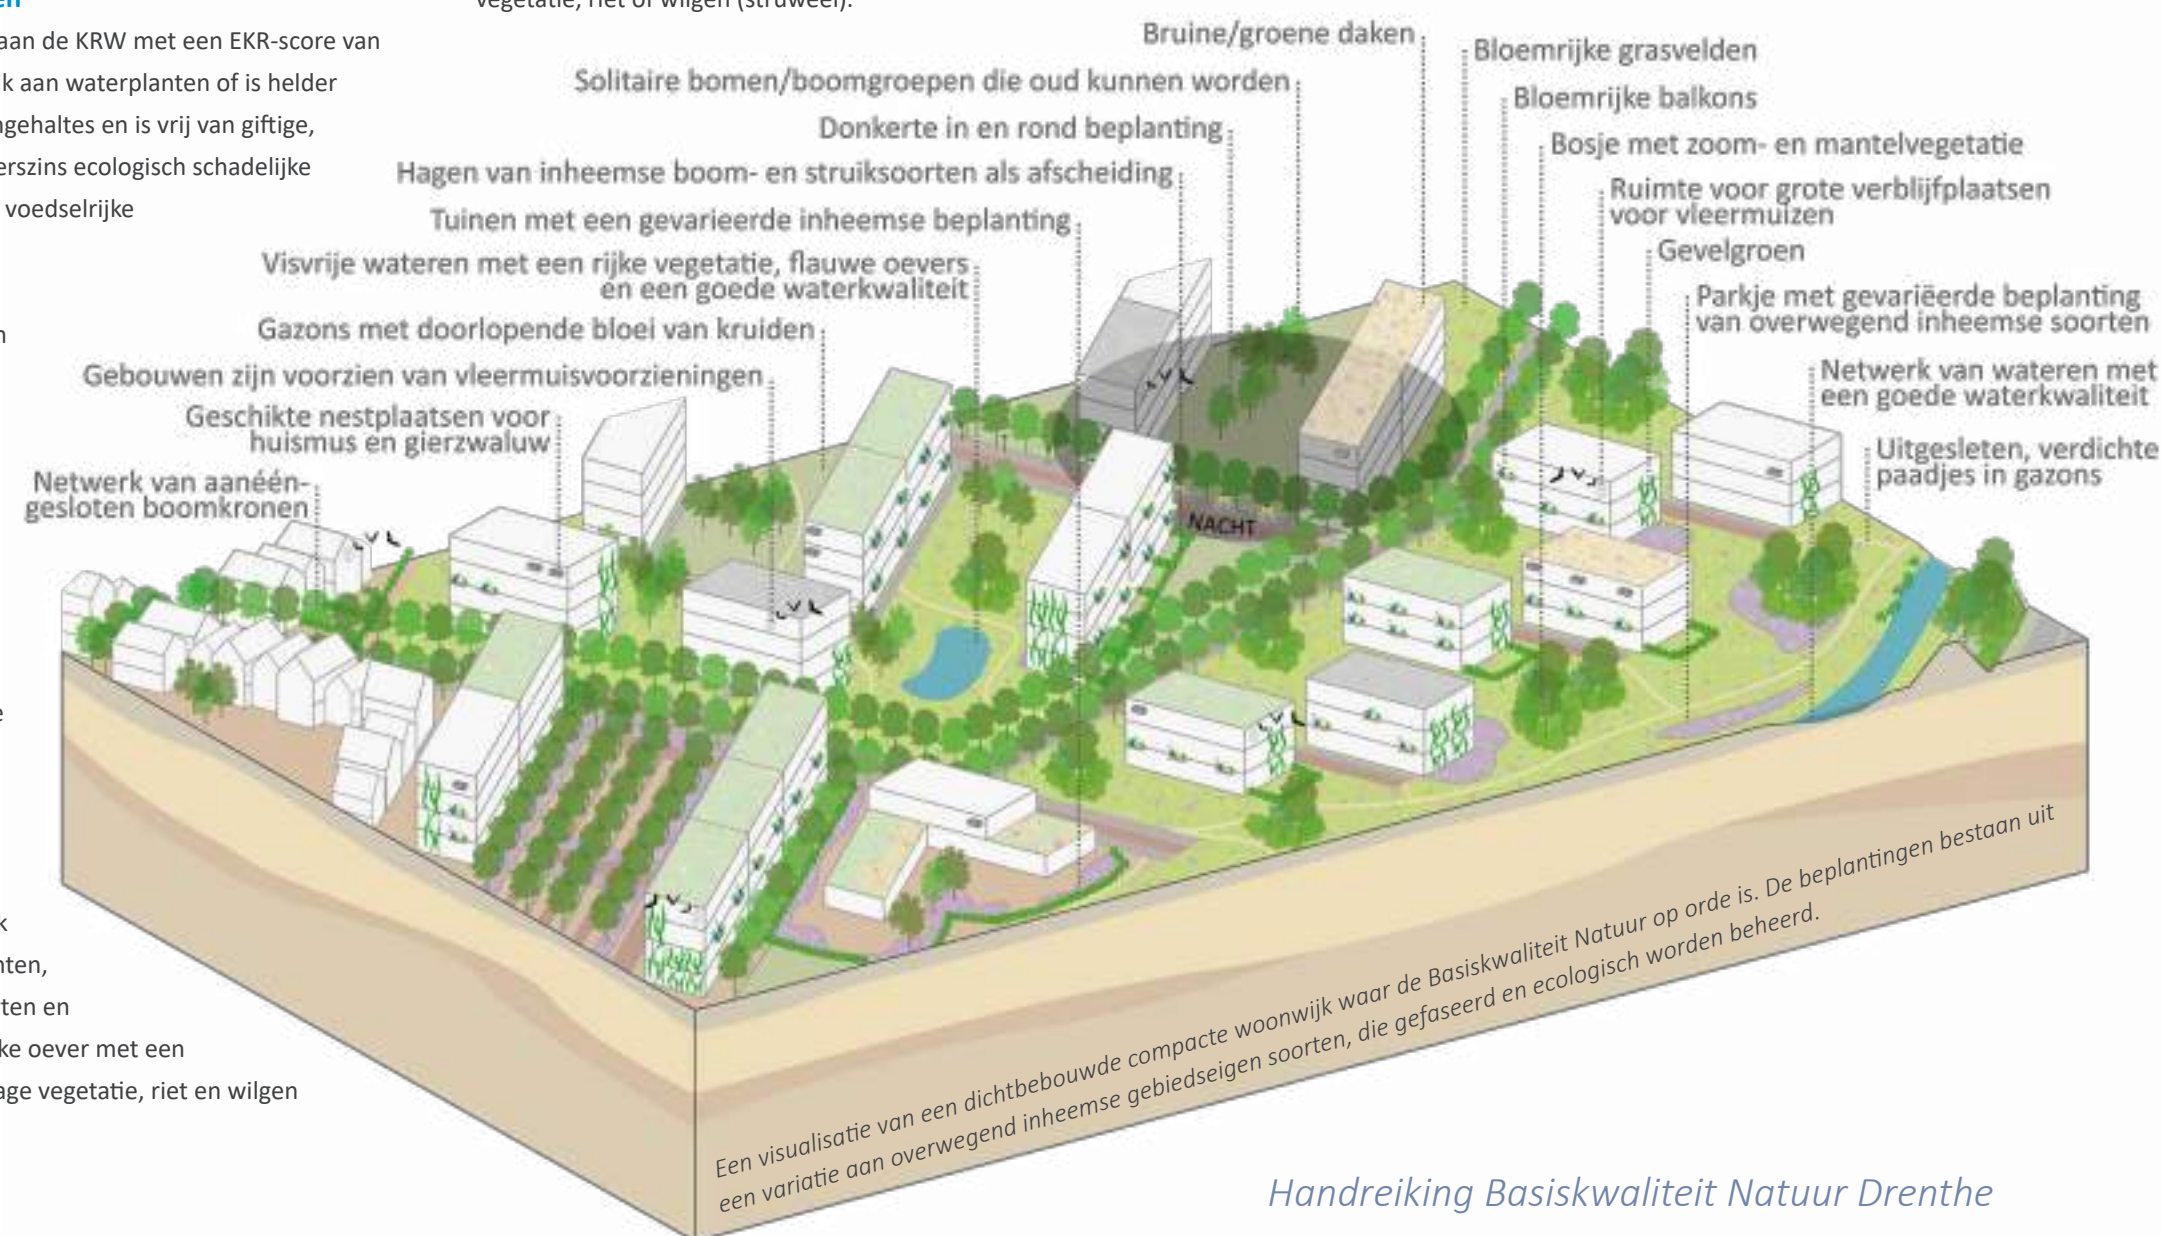 en
vegetatie, riet of wilgen (struweel).
aan de KRW met een EKR-score van
k aan waterplanten of is helder
ngehaltes en is vrij van giftige,
erszins ecologisch schadelijke
voedselrijke
n
e
k
nten,
ten en
ke oever met een
age vegetatie, riet en wilgen
Bruine/groene daken
Solitaire bomen/boomgroepen die oud kunnen worden
Donkerte in en rond beplanting
Hagen van inheemse boom- en struiksoorten als afscheiding
Tuinen met een gevarieerde inheemse beplanting
Visvrije wateren met een rijke vegetatie, flauwe oevers
en een goede waterkwaliteit
Gazons met doorlopende bloei van kruiden
Gebouwen zijn voorzien van vleermuisvoorzieningen
Geschikte nestplaatsen voor
huismus en gierzwaluw
Netwerk van aanéén-
gesloten boomkronen
Bloemrijke grasvelden
Bloemrijke balkons
Bosje met zoom- en mantelvegetatie
Ruimte voor grote verblijfplaatsen
voor vleermuizen
Gevelgroen
Parkje met gevariëerde beplanting
van overwegend inheemse soorten
Netwerk van wateren met
een goede waterkwaliteit
Uitgesleten, verdichte
paadjes in gazons
NACHT
Een visualisatie van een dichtbebouwde compacte woonwijk waar de Basiskwaliteit Natuur op orde is. De beplantingen bestaan uit
een variatie aan overwegend inheemse gebiedseigen soorten, die gefaseerd en ecologisch worden beheerd.
Handreiking Basiskwaliteit Natuur Drenthe